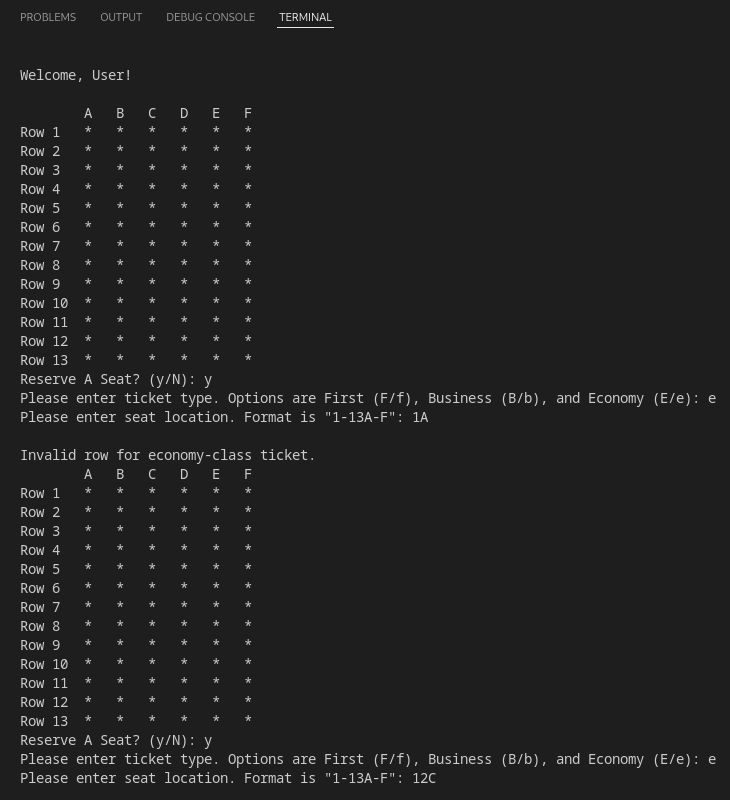 PROBLEMS OUTPUT DEBUG CONSOLE TERMINAL
Welcome, User!
A B C D E F
Row 1 * * * * * *
Row 2 * * * * * *
Row 3 * * * * * *
Row 4 * * * * * *
Row 5 * * * * * *
Row 6 * * * * * *
Row 7 * * * * * *
Row 8 * * * * * *
Row 9 * * * * * *
Row 10 * * * * * *
Row 11 * * * * * *
Row 12 * * * * * *
Row 13 * * * * * *
Reserve A Seat? (y/N): y
Please enter ticket type. Options are First (F/f), Business (B/b), and Economy (E/e): e
Please enter seat location. Format is "1-13A-F": 1A
Invalid row for economy-class ticket.
A B C D E F
Row 1 * * * * * *
Row 2 * * * * * *
Row 3 * * * * * *
Row 4 * * * * * *
Row 5 * * * * * *
Row 6 * * * * * *
Row 7 * * * * * *
Row 8 * * * * * *
Row 9 * * * * * *
Row 10 * * * * * *
Row 11 * * * * * *
Row 12 * * * * * *
Row 13 * * * * * *
Reserve A Seat? (y/N): y
Please enter ticket type. Options are First (F/f), Business (B/b), and Economy (E/e): e
Please enter seat location. Format is "1-13A-F": 12C